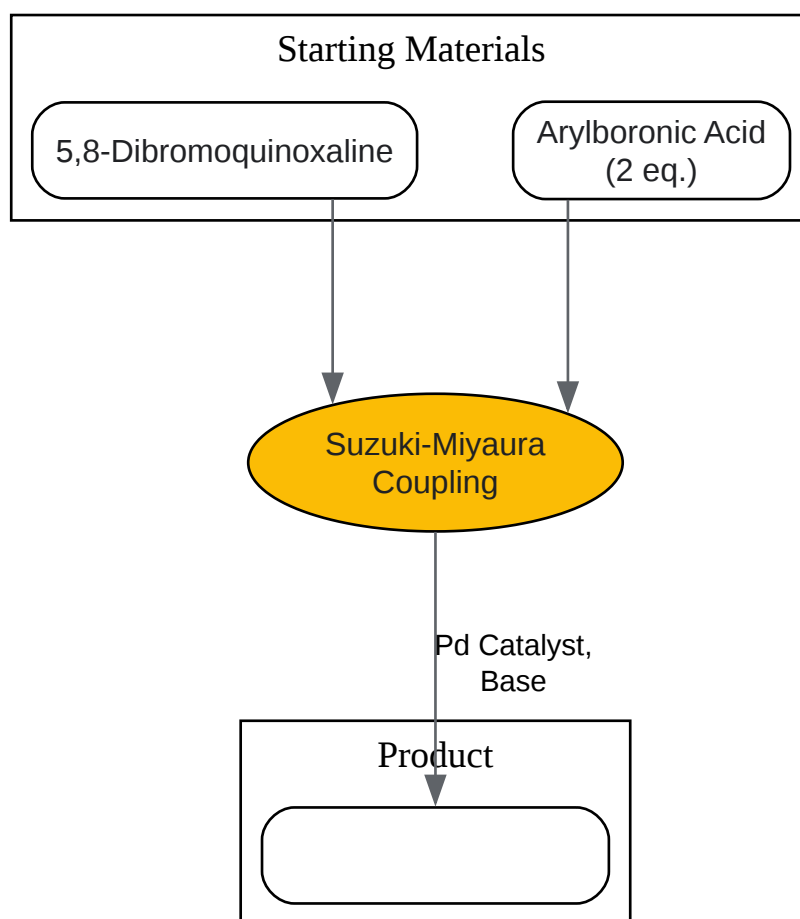 Starting Materials
5,8-Dibromoquinoxaline
Arylboronic Acid
(2 eq.)
Suzuki-Miyaura
Coupling
Pd Catalyst,
Base
Product